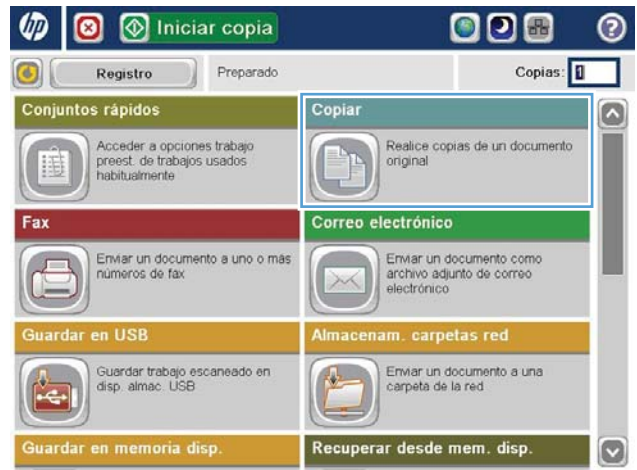 hp
Iniciar copia
?
Registro
Preparado
Copias: 1
Conjuntos rápidos
Acceder a opciones trabajo
preest. de trabajos usados
habitualmente
Copiar
Realice copias de un documento
original
Fax
Enviar un documento a uno o más
números de fax
Correo electrónico
Enviar un documento como
archivo adjunto de correo
electrónico
Guardar en USB
Guardar trabajo escaneado en
disp. almac. USB
Almacenam. carpetas red
Enviar un documento a una
carpeta de la red
Guardar en memoria disp.
Recuperar desde mem. disp.